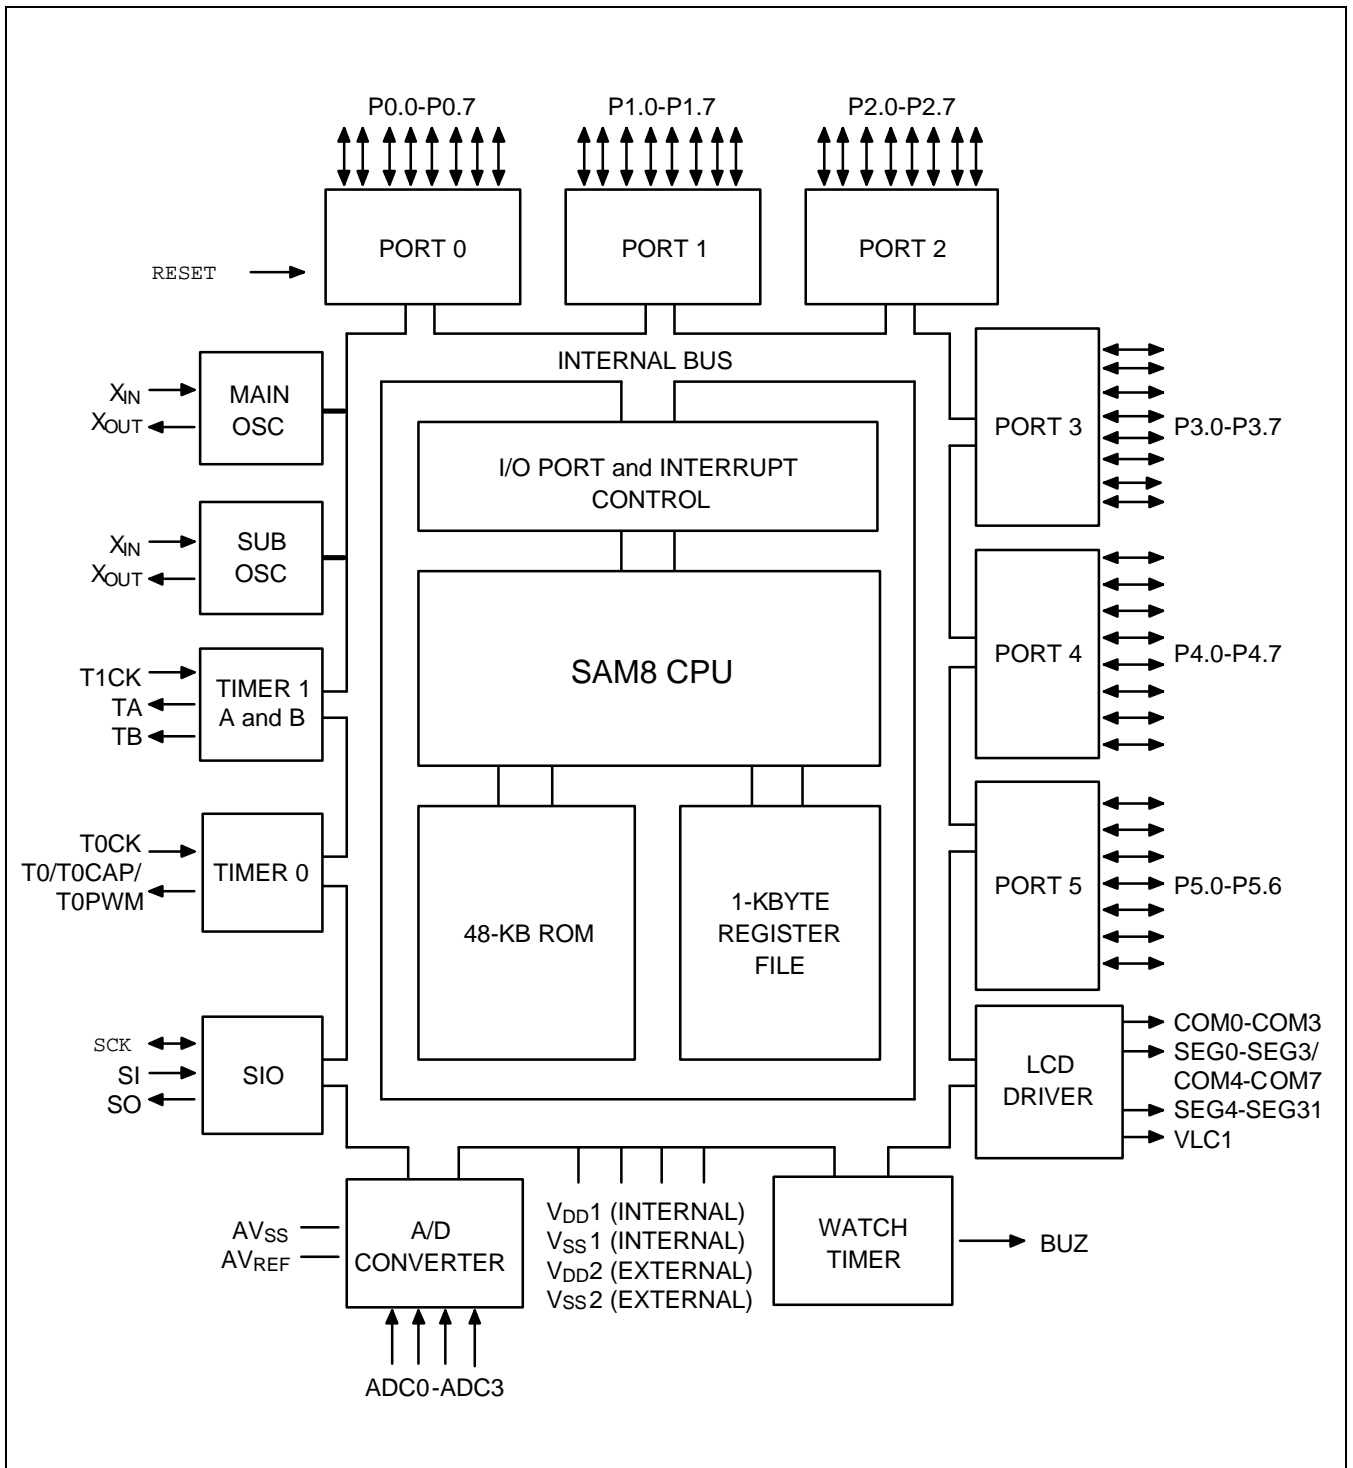 P0.0-P0.7
P1.0-P1.7
P2.0-P2.7
PORT 0
PORT 1
PORT 2
RESET
INTERNAL BUS
XIN
XOUT
MAIN
OSC
I/O PORT and INTERRUPT
CONTROL
PORT 3
P3.0-P3.7
XIN
XOUT
SUB
OSC
SAM8 CPU
PORT 4
P4.0-P4.7
T1CK
TA
TB
TIMER 1
A and B
T0CK
T0/T0CAP/
T0PWM
TIMER 0
48-KB ROM
1-KBYTE
REGISTER
FILE
PORT 5
P5.0-P5.6
SCK
SI
SO
SIO
LCD
DRIVER
COM0-COM3
SEG0-SEG3/
COM4-COM7
SEG4-SEG31
VLC1
AVSS
AVREF
A/D
CONVERTER
VDD1 (INTERNAL)
VSS1 (INTERNAL)
VDD2 (EXTERNAL)
VSS2 (EXTERNAL)
WATCH
TIMER
BUZ
ADC0-ADC3